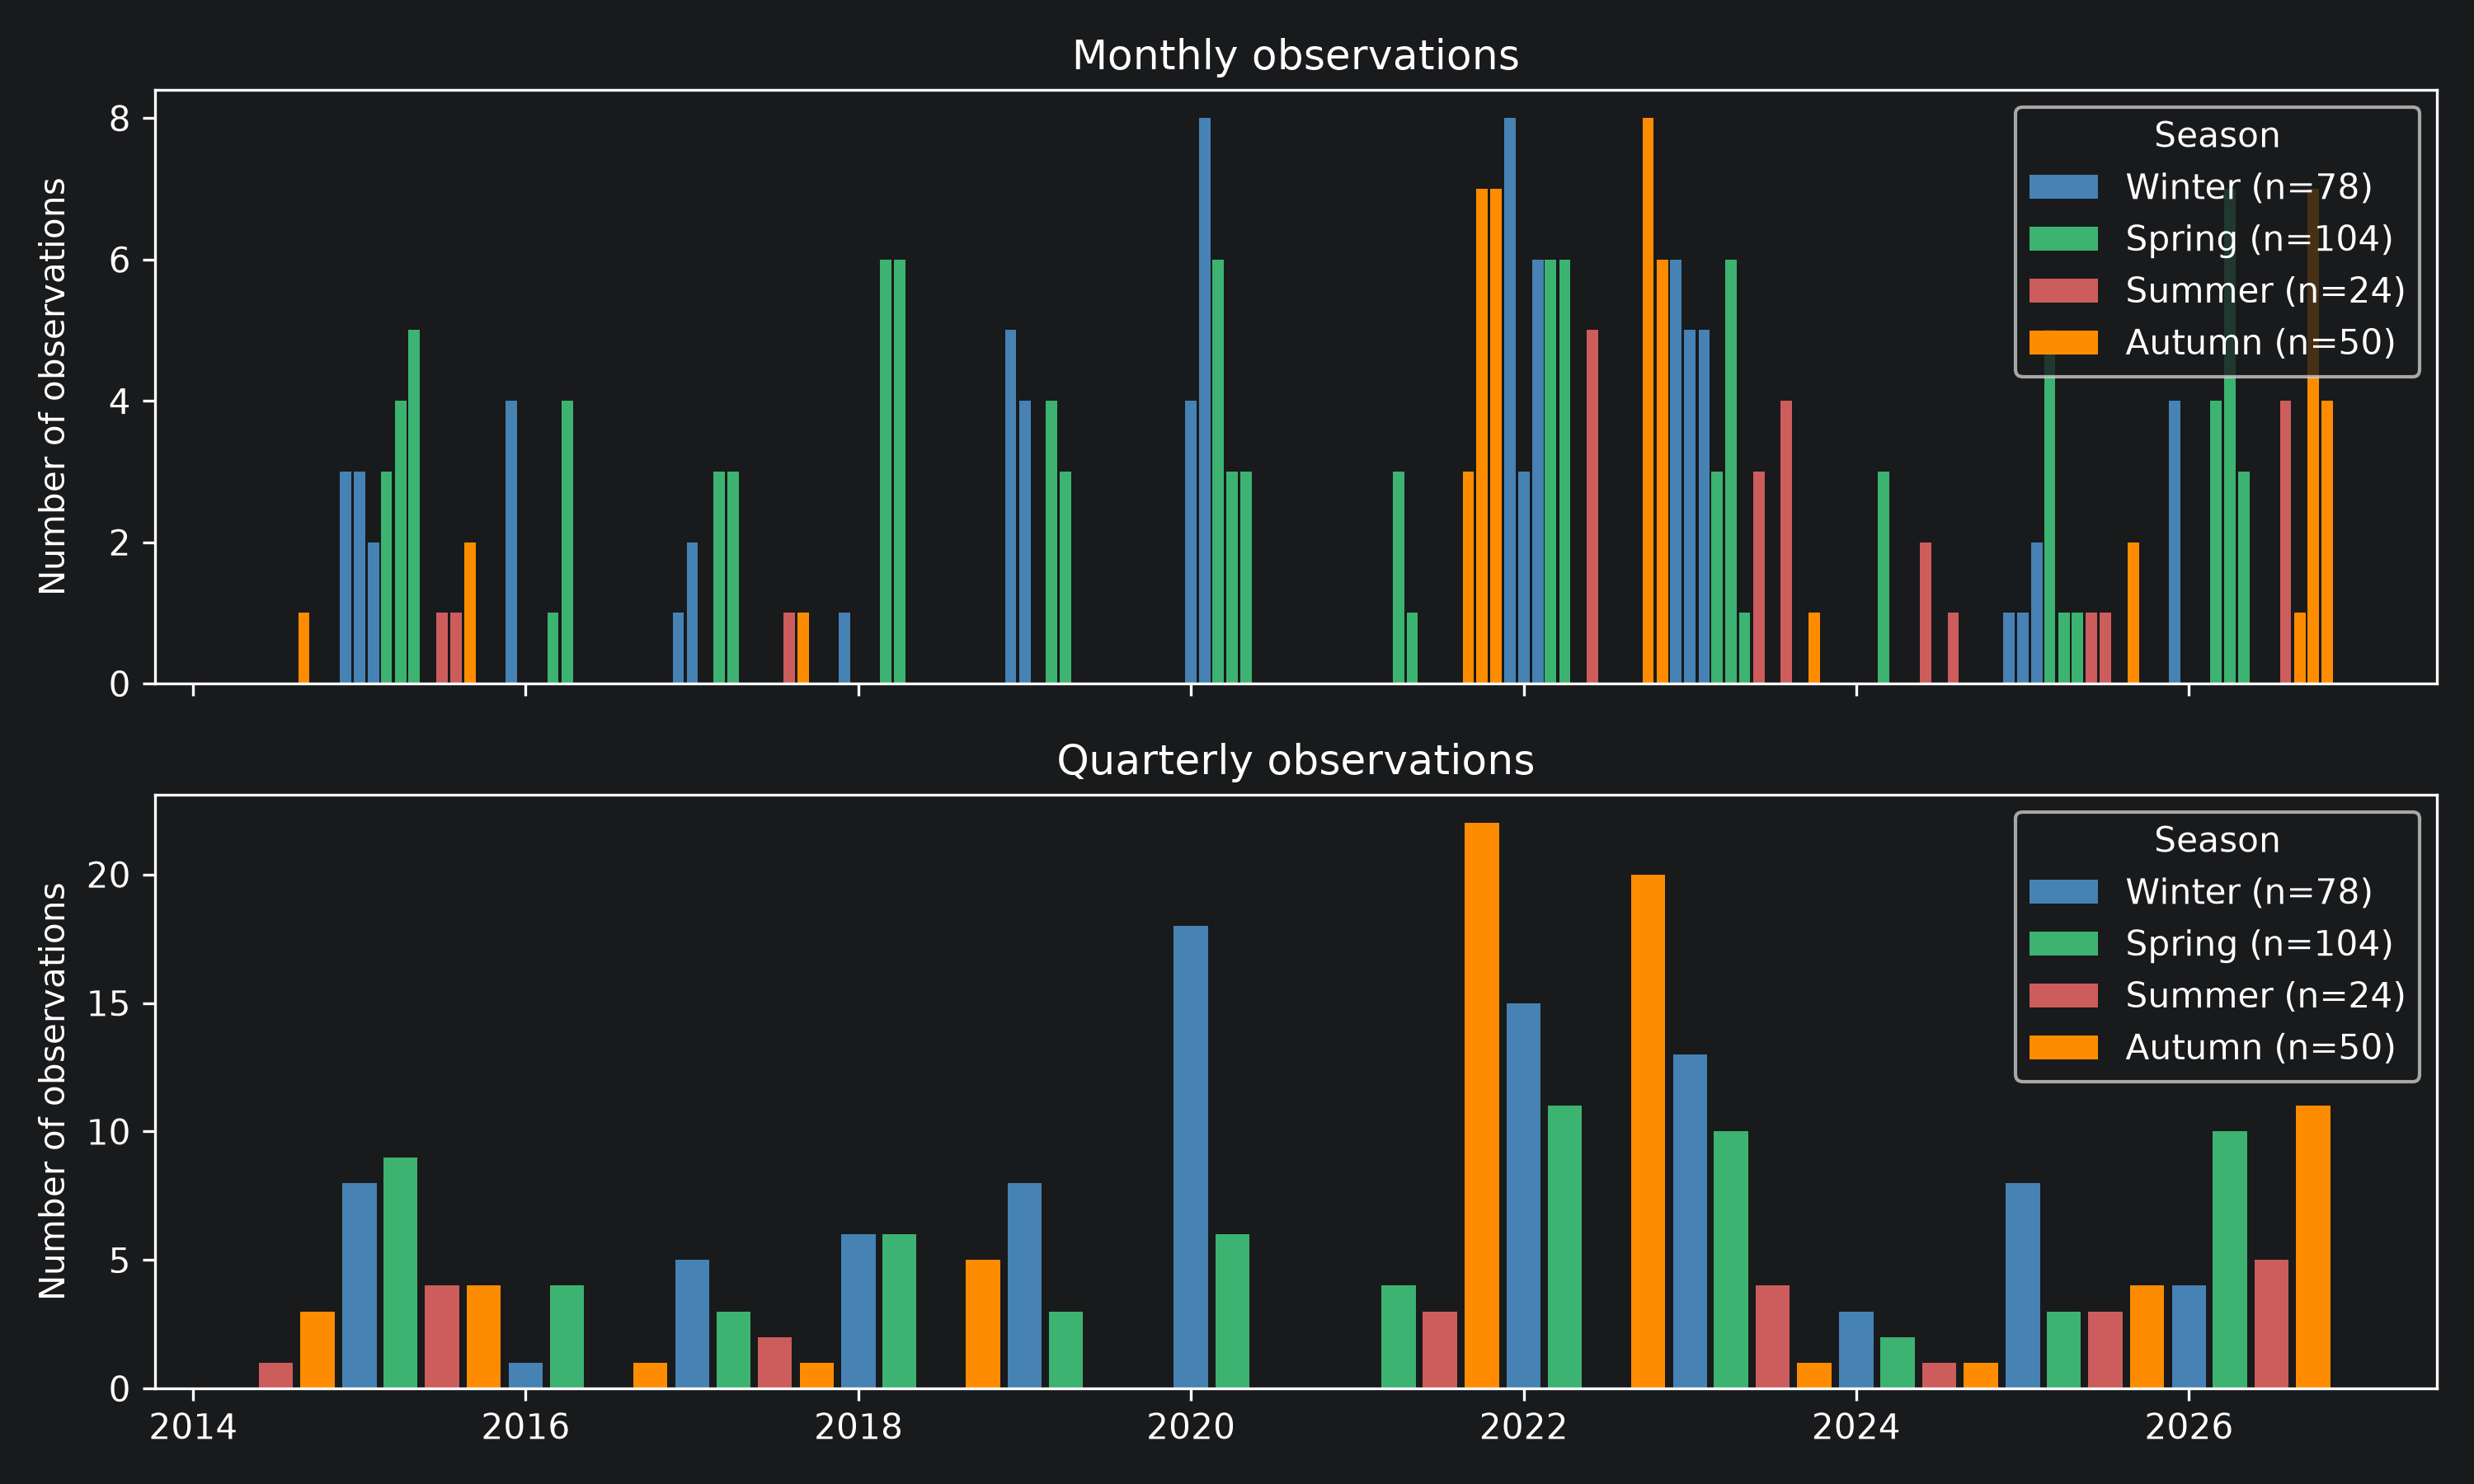 Monthly observations
Number of observations
8
6
4
2
0
Season
Winter (n=78)
Spring (n=104)
Summer (n=24)
Autumn (n=50)
Quarterly observations
Number of observations
20
15
10
5
0
Season
Winter (n=78)
Spring (n=104)
Summer (n=24)
Autumn (n=50)
2014 2016 2018 2020 2022 2024 2026